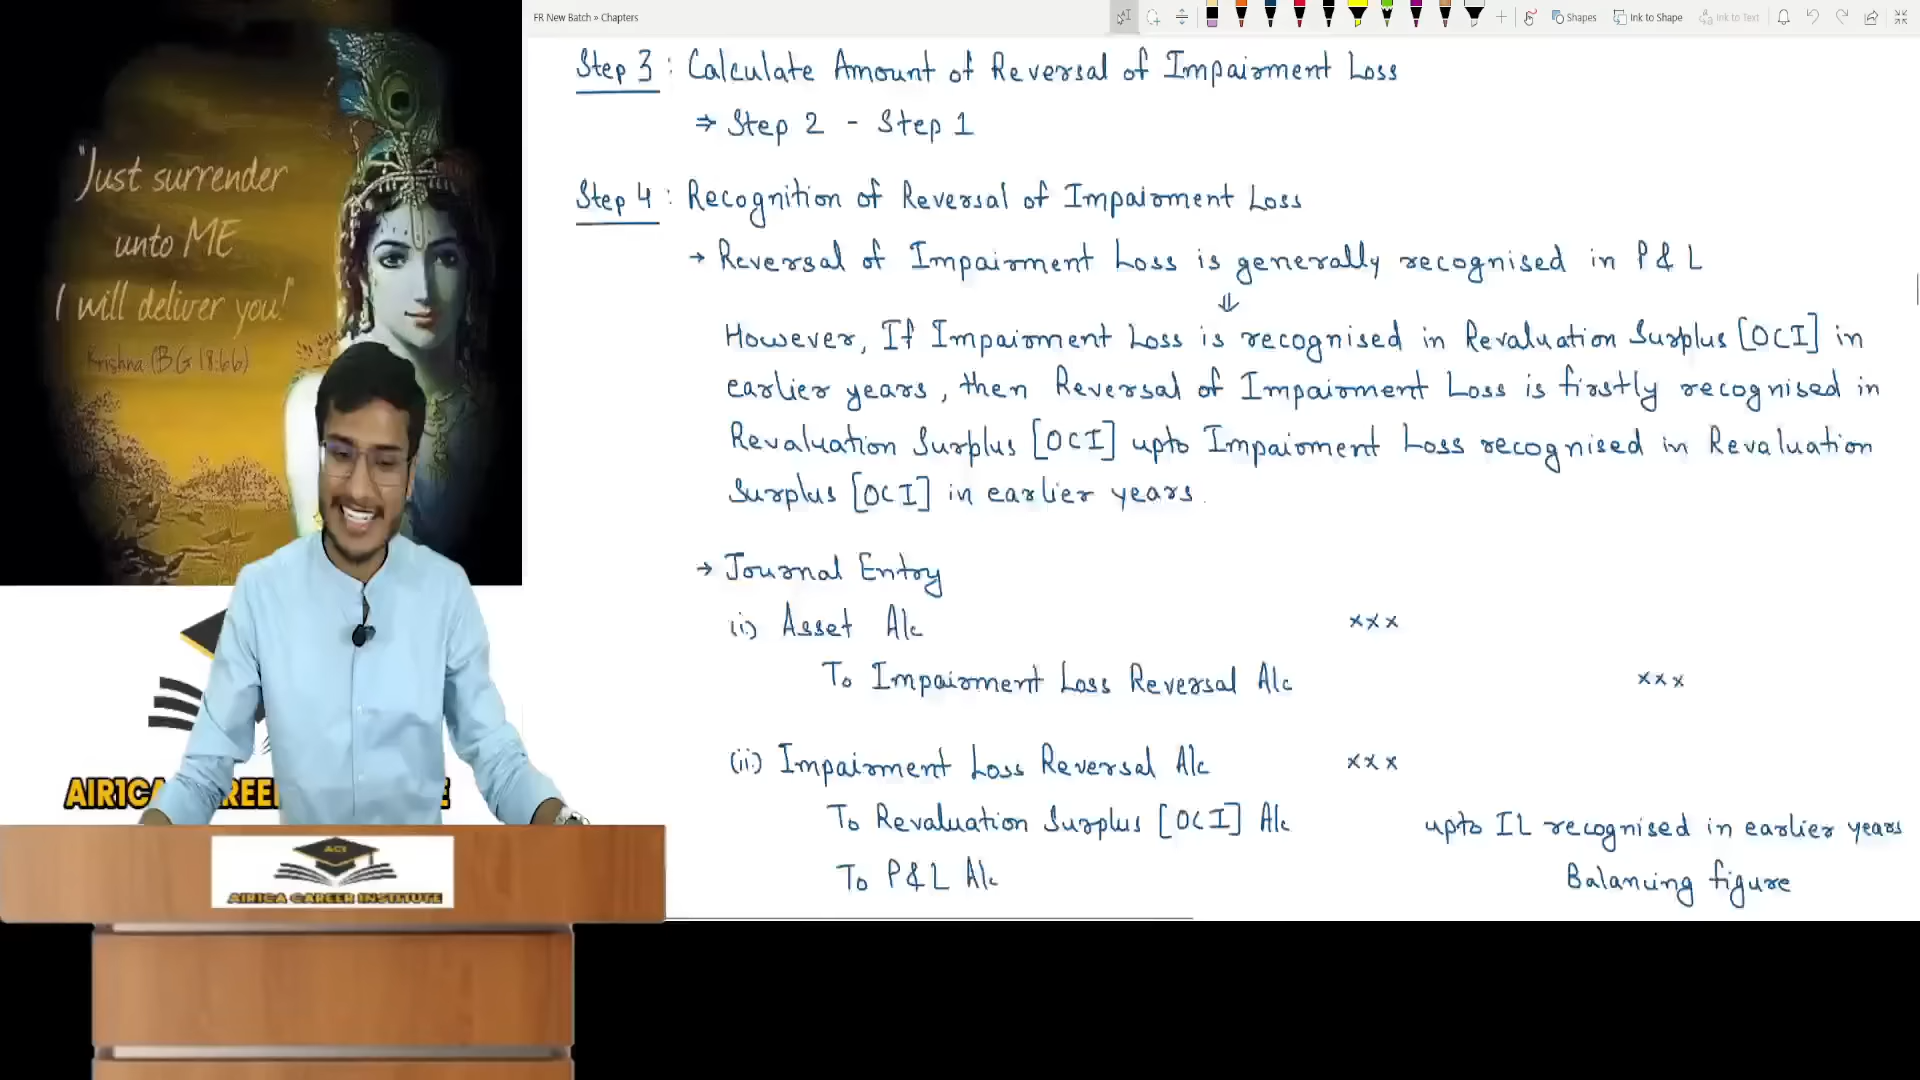 FR New Batch » Chapters
Shapes
Ink to Shape
Ink to Text
"Just surrender
unto ME
I will deliver you!"
Krishna (BG 18:66)
Step 3 : Calculate Amount of Reversal of Impairment Loss
⇒ Step 2 - Step 1
Step 4 : Recognition of Reversal of Impairment Loss
→ Reversal of Impairment Loss is generally recognised in P & L
⇓
However, If Impairment Loss is recognised in Revaluation Surplus [OCI] in
earlier years, then Reversal of Impairment Loss is firstly recognised in
Revaluation Surplus [OCI] upto Impairment Loss recognised in Revaluation
Surplus [OCI] in earlier years.
→ Journal Entry
(i) Asset A/c xxx
To Impairment Loss Reversal A/c xxx
(ii) Impairment Loss Reversal A/c xxx
To Revaluation Surplus [OCI] A/c upto IL recognised in earlier years
To P & L A/c Balancing figure
ACI
AIR1CA CAREER INSTITUTE